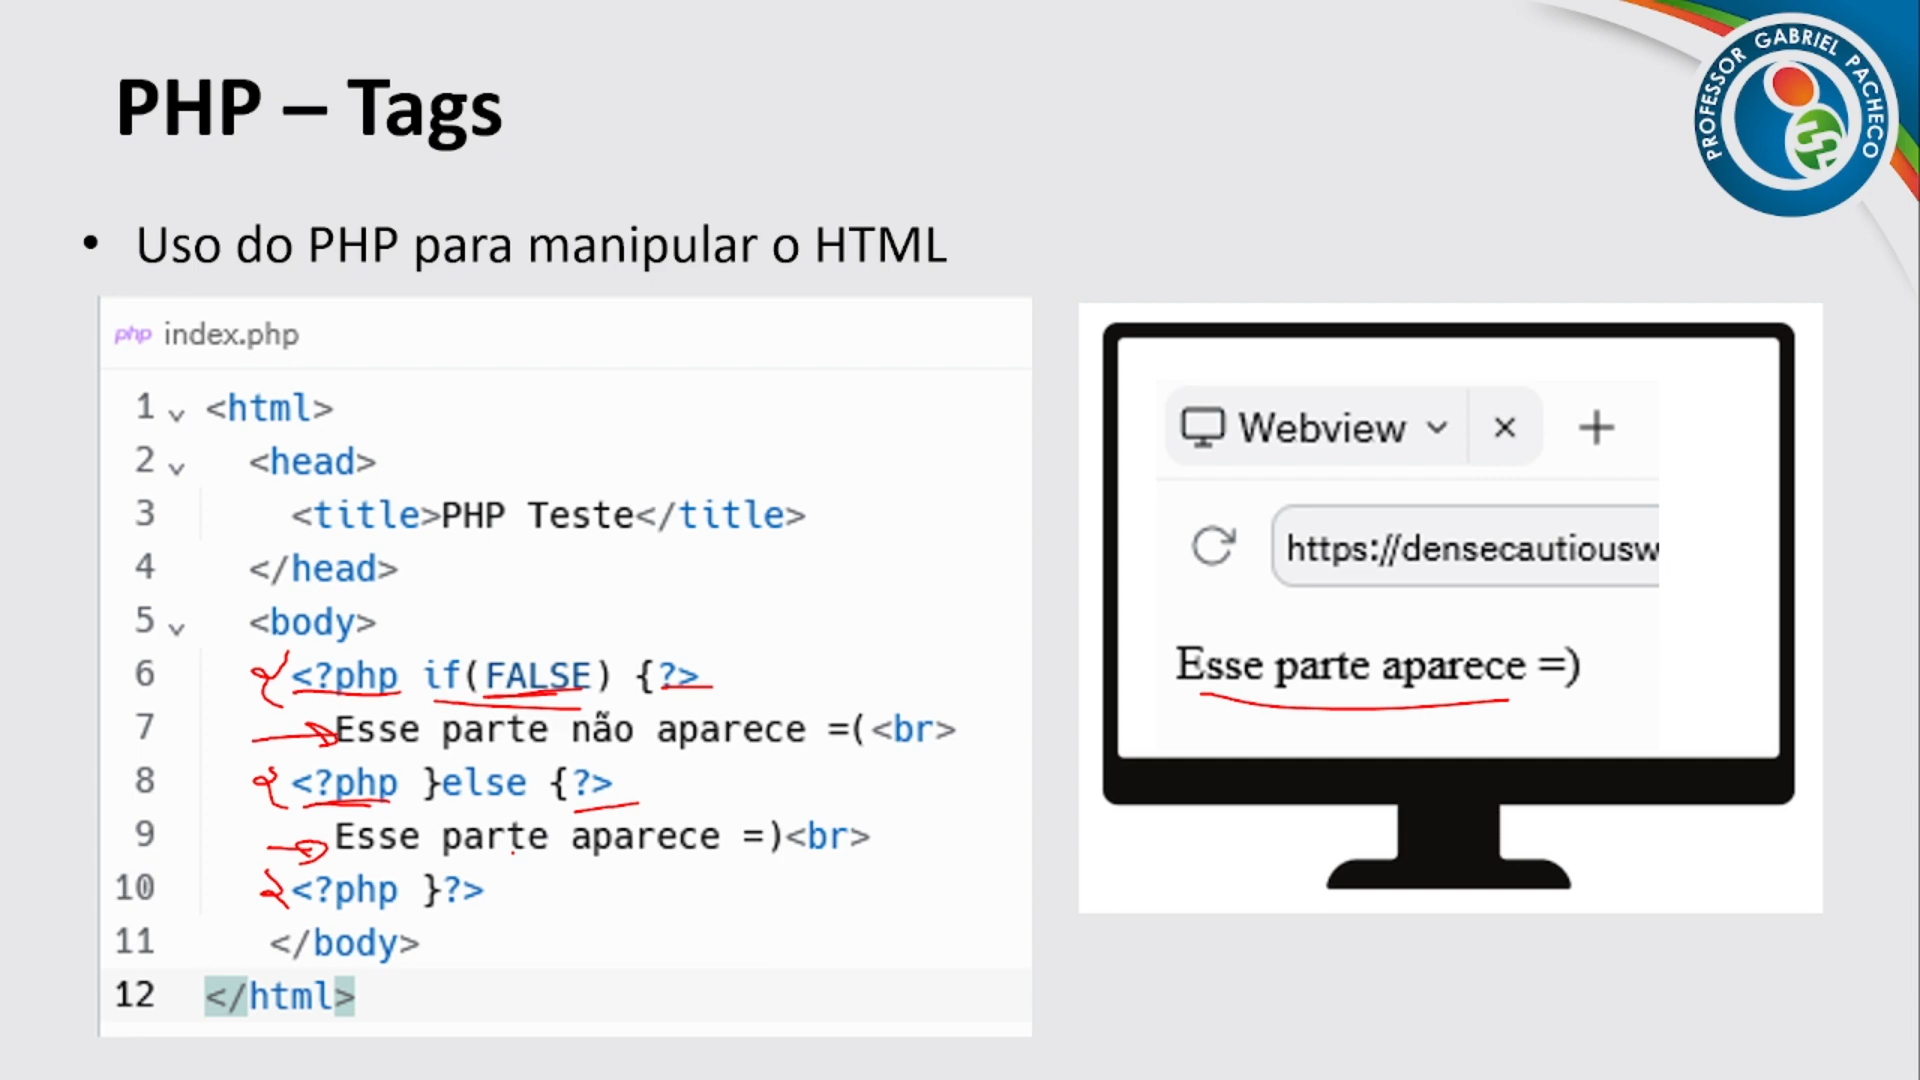 PHP – Tags
PROFESSOR GABRIEL PACHECO
• Uso do PHP para manipular o HTML
php index.php
1 <html>
2 <head>
3 <title>PHP Teste</title>
4 </head>
5 <body>
6 <?php if(FALSE) {?>
7 Esse parte não aparece =(<br>
8 <?php }else {?>
9 Esse parte aparece =)<br>
10 <?php }?>
11 </body>
12 </html>
Webview × +
https://densecautiousw
Esse parte aparece =)